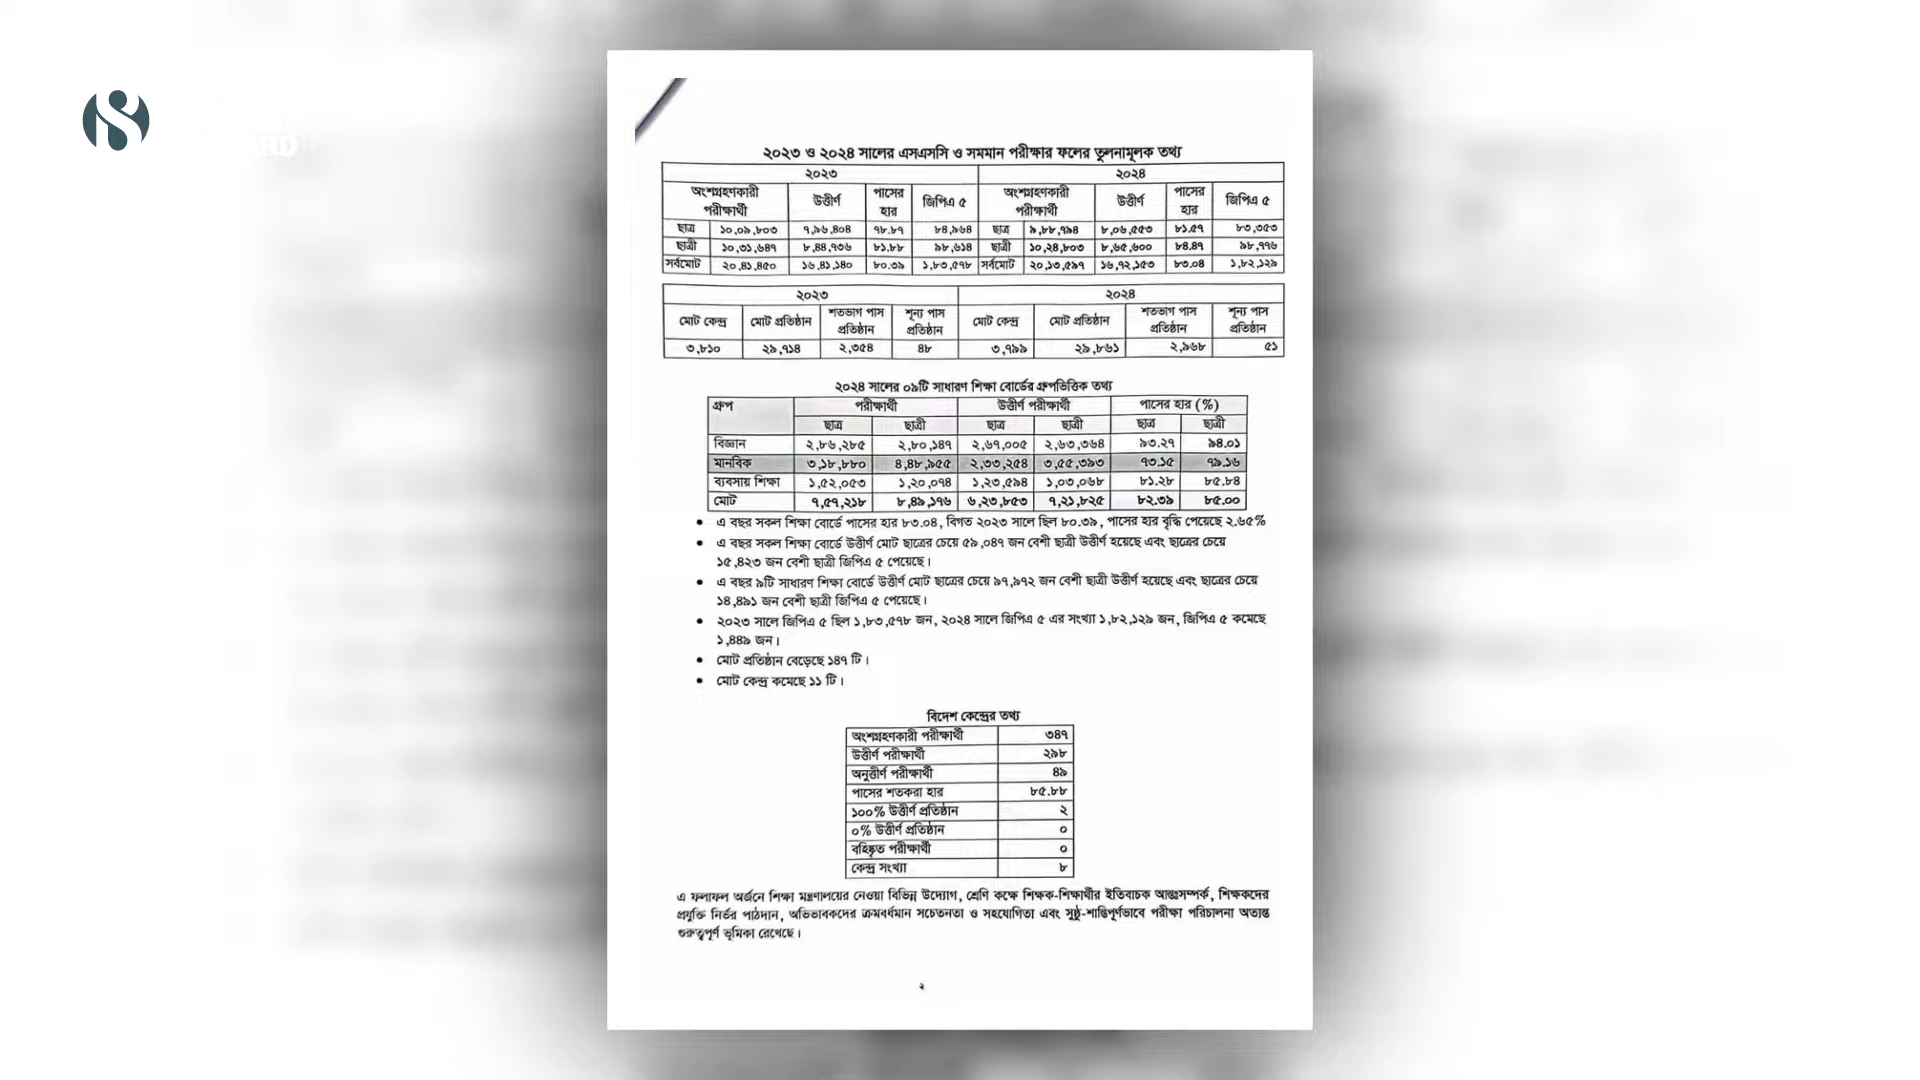 ২০২৩ ও ২০২৪ সালের এসএসসি ও সমমান পরীক্ষার ফলের তুলনামূলক তথ্য
২০২৩ ২০২৪
অংশগ্রহণকারী পরীক্ষার্থী উত্তীর্ণ পাসের হার জিপিএ ৫ অংশগ্রহণকারী পরীক্ষার্থী উত্তীর্ণ পাসের হার জিপিএ ৫
ছাত্র ১০,০৯,৮০৩ ৭,৯৬,৪০৪ ৭৮.৮৭ ৮৪,৯৬৪ ছাত্র ৯,৮৮,৭৯৪ ৮,০৬,৫৫৩ ৮১.৫৭ ৮৩,৩৫৩
ছাত্রী ১০,৩১,৬৪৭ ৮,৪৪,৭৩৬ ৮১.৮৮ ৯৮,৬১৪ ছাত্রী ১০,২৪,৮০৩ ৮,৬৫,৬০০ ৮৪.৪৭ ৯৮,৭৭৬
সর্বমোট ২০,৪১,৪৫০ ১৬,৪১,১৪০ ৮০.৩৯ ১,৮৩,৫৭৮ সর্বমোট ২০,১৩,৫৯৭ ১৬,৭২,১৫৩ ৮৩.০৪ ১,৮২,১২৯
২০২৩ ২০২৪
মোট কেন্দ্র মোট প্রতিষ্ঠান শতভাগ পাস প্রতিষ্ঠান শূন্য পাস প্রতিষ্ঠান মোট কেন্দ্র মোট প্রতিষ্ঠান শতভাগ পাস প্রতিষ্ঠান শূন্য পাস প্রতিষ্ঠান
৩,৮১০ ২৯,৭১৪ ২,৩৫৪ ৪৮ ৩,৭৯৯ ২৯,৮৬১ ২,৯৬৮ ৫১
২০২৪ সালের ০৯টি সাধারণ শিক্ষা বোর্ডের গ্রুপভিত্তিক তথ্য
গ্রুপ পরীক্ষার্থী উত্তীর্ণ পরীক্ষার্থী পাসের হার (%)
ছাত্র ছাত্রী ছাত্র ছাত্রী ছাত্র ছাত্রী
বিজ্ঞান ২,৮৬,২৮৫ ২,৮০,১৪৭ ২,৬৭,০০৫ ২,৬৩,৩৬৪ ৯৩.২৭ ৯৪.০১
মানবিক ৩,১৮,৮৮০ ৪,৪৮,৯৫৫ ২,৩৩,২৫৪ ৩,৫৫,৩৯৩ ৭৩.১৫ ৭৯.১৬
ব্যবসায় শিক্ষা ১,৫২,০৫৩ ১,২০,০৭৪ ১,২৩,৫৯৪ ১,০৩,০৬৮ ৮১.২৮ ৮৫.৮৪
মোট ৭,৫৭,২১৮ ৮,৪৯,১৭৬ ৬,২৩,৮৫৩ ৭,২১,৮২৫ ৮২.৩৯ ৮৫.০০
• এ বছর সকল শিক্ষা বোর্ডে পাসের হার ৮৩.০৪, বিগত ২০২৩ সালে ছিল ৮০.৩৯, পাসের হার বৃদ্ধি পেয়েছে ২.৬৫%
• এ বছর সকল শিক্ষা বোর্ডে উত্তীর্ণ মোট ছাত্রের চেয়ে ৫৯,০৪৭ জন বেশী ছাত্রী উত্তীর্ণ হয়েছে এবং ছাত্রের চেয়ে
১৫,৪২৩ জন বেশী ছাত্রী জিপিএ ৫ পেয়েছে।
• এ বছর ৯টি সাধারণ শিক্ষা বোর্ডে উত্তীর্ণ মোট ছাত্রের চেয়ে ৯৭,৯৭২ জন বেশী ছাত্রী উত্তীর্ণ হয়েছে এবং ছাত্রের চেয়ে
১৪,৪৯১ জন বেশী ছাত্রী জিপিএ ৫ পেয়েছে।
• ২০২৩ সালে জিপিএ ৫ ছিল ১,৮৩,৫৭৮ জন, ২০২৪ সালে জিপিএ ৫ এর সংখ্যা ১,৮২,১২৯ জন, জিপিএ ৫ কমেছে
১,৪৪৯ জন।
• মোট প্রতিষ্ঠান বেড়েছে ১৪৭ টি।
• মোট কেন্দ্র কমেছে ১১ টি।
বিদেশ কেন্দ্রের তথ্য
অংশগ্রহণকারী পরীক্ষার্থী ৩৪৭
উত্তীর্ণ পরীক্ষার্থী ২৯৮
অনুত্তীর্ণ পরীক্ষার্থী ৪৯
পাসের শতকরা হার ৮৫.৮৮
১০০% উত্তীর্ণ প্রতিষ্ঠান ২
০% উত্তীর্ণ প্রতিষ্ঠান ০
বহিষ্কৃত পরীক্ষার্থী ০
কেন্দ্র সংখ্যা ৮
এ ফলাফল অর্জনে শিক্ষা মন্ত্রণালয়ের নেওয়া বিভিন্ন উদ্যোগ, শ্রেণি কক্ষে শিক্ষক-শিক্ষার্থীর ইতিবাচক আন্তঃসম্পর্ক, শিক্ষকদের
প্রযুক্তি নির্ভর পাঠদান, অভিভাবকদের ক্রমবর্ধমান সচেতনতা ও সহযোগিতা এবং সুষ্ঠু-শান্তিপূর্ণভাবে পরীক্ষা পরিচালনা অত্যন্ত
গুরুত্বপূর্ণ ভূমিকা রেখেছে।
২